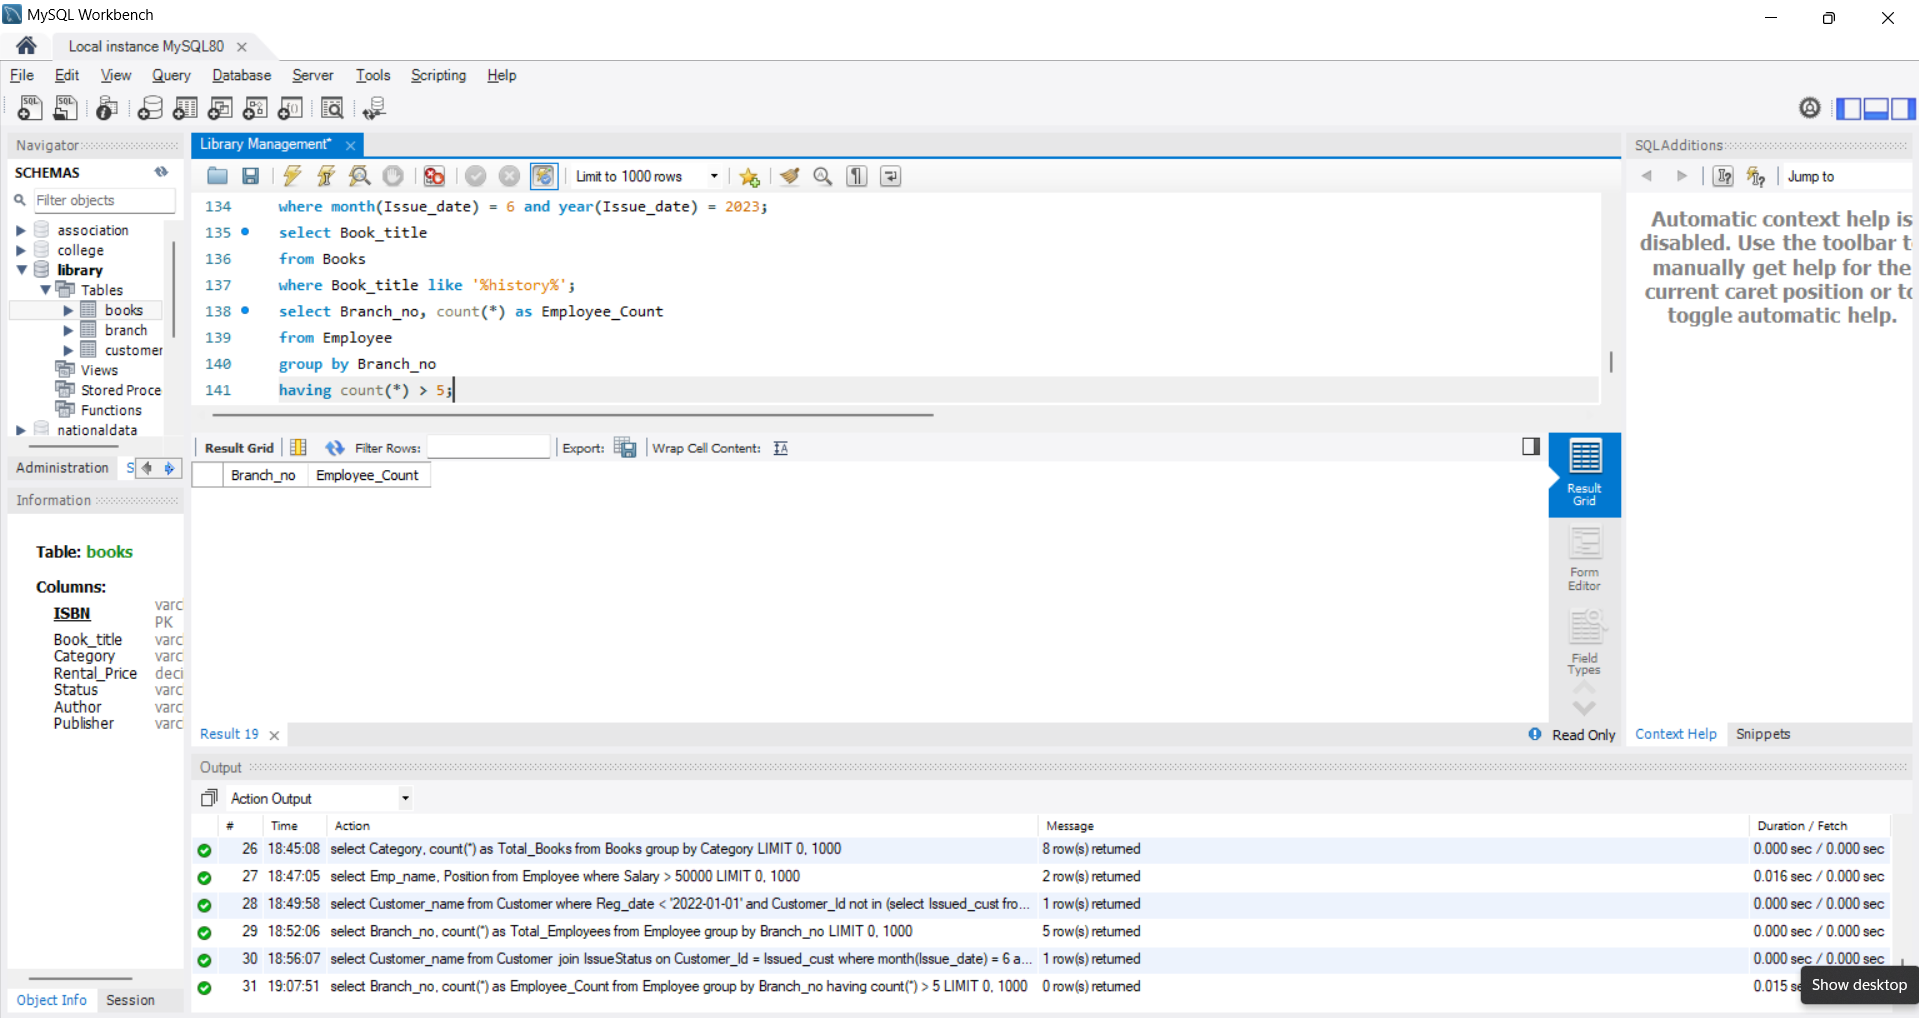 MySQL Workbench
Local instance MySQL80
File Edit View Query Database Server Tools Scripting Help
Navigator
SCHEMAS
Filter objects
association
college
library
Tables
books
branch
customer
Views
Stored Proce
Functions
nationaldata
Administration S
Information
Table: books
Columns:
ISBN varc
PK
Book_title varc
Category varc
Rental_Price deci
Status varc
Author varc
Publisher varc
Object Info Session
Library Management*
Limit to 1000 rows
134 where month(Issue_date) = 6 and year(Issue_date) = 2023;
135 select Book_title
136 from Books
137 where Book_title like '%history%';
138 select Branch_no, count(*) as Employee_Count
139 from Employee
140 group by Branch_no
141 having count(*) > 5;
Result Grid Filter Rows: Export: Wrap Cell Content:
Branch_no Employee_Count
Result
Grid
Form
Editor
Field
Types
Result 19
Read Only
SQLAdditions
Jump to
Automatic context help is
disabled. Use the toolbar t
manually get help for the
current caret position or to
toggle automatic help.
Context Help Snippets
Output
Action Output
# Time Action Message Duration / Fetch
26 18:45:08 select Category, count(*) as Total_Books from Books group by Category LIMIT 0, 1000 8 row(s) returned 0.000 sec / 0.000 sec
27 18:47:05 select Emp_name, Position from Employee where Salary > 50000 LIMIT 0, 1000 2 row(s) returned 0.016 sec / 0.000 sec
28 18:49:58 select Customer_name from Customer where Reg_date < '2022-01-01' and Customer_Id not in (select Issued_cust fro... 1 row(s) returned 0.000 sec / 0.000 sec
29 18:52:06 select Branch_no, count(*) as Total_Employees from Employee group by Branch_no LIMIT 0, 1000 5 row(s) returned 0.000 sec / 0.000 sec
30 18:56:07 select Customer_name from Customer join IssueStatus on Customer_Id = Issued_cust where month(Issue_date) = 6 a... 1 row(s) returned 0.000 sec / 0.000 sec
31 19:07:51 select Branch_no, count(*) as Employee_Count from Employee group by Branch_no having count(*) > 5 LIMIT 0, 1000 0 row(s) returned 0.015 s
Show desktop